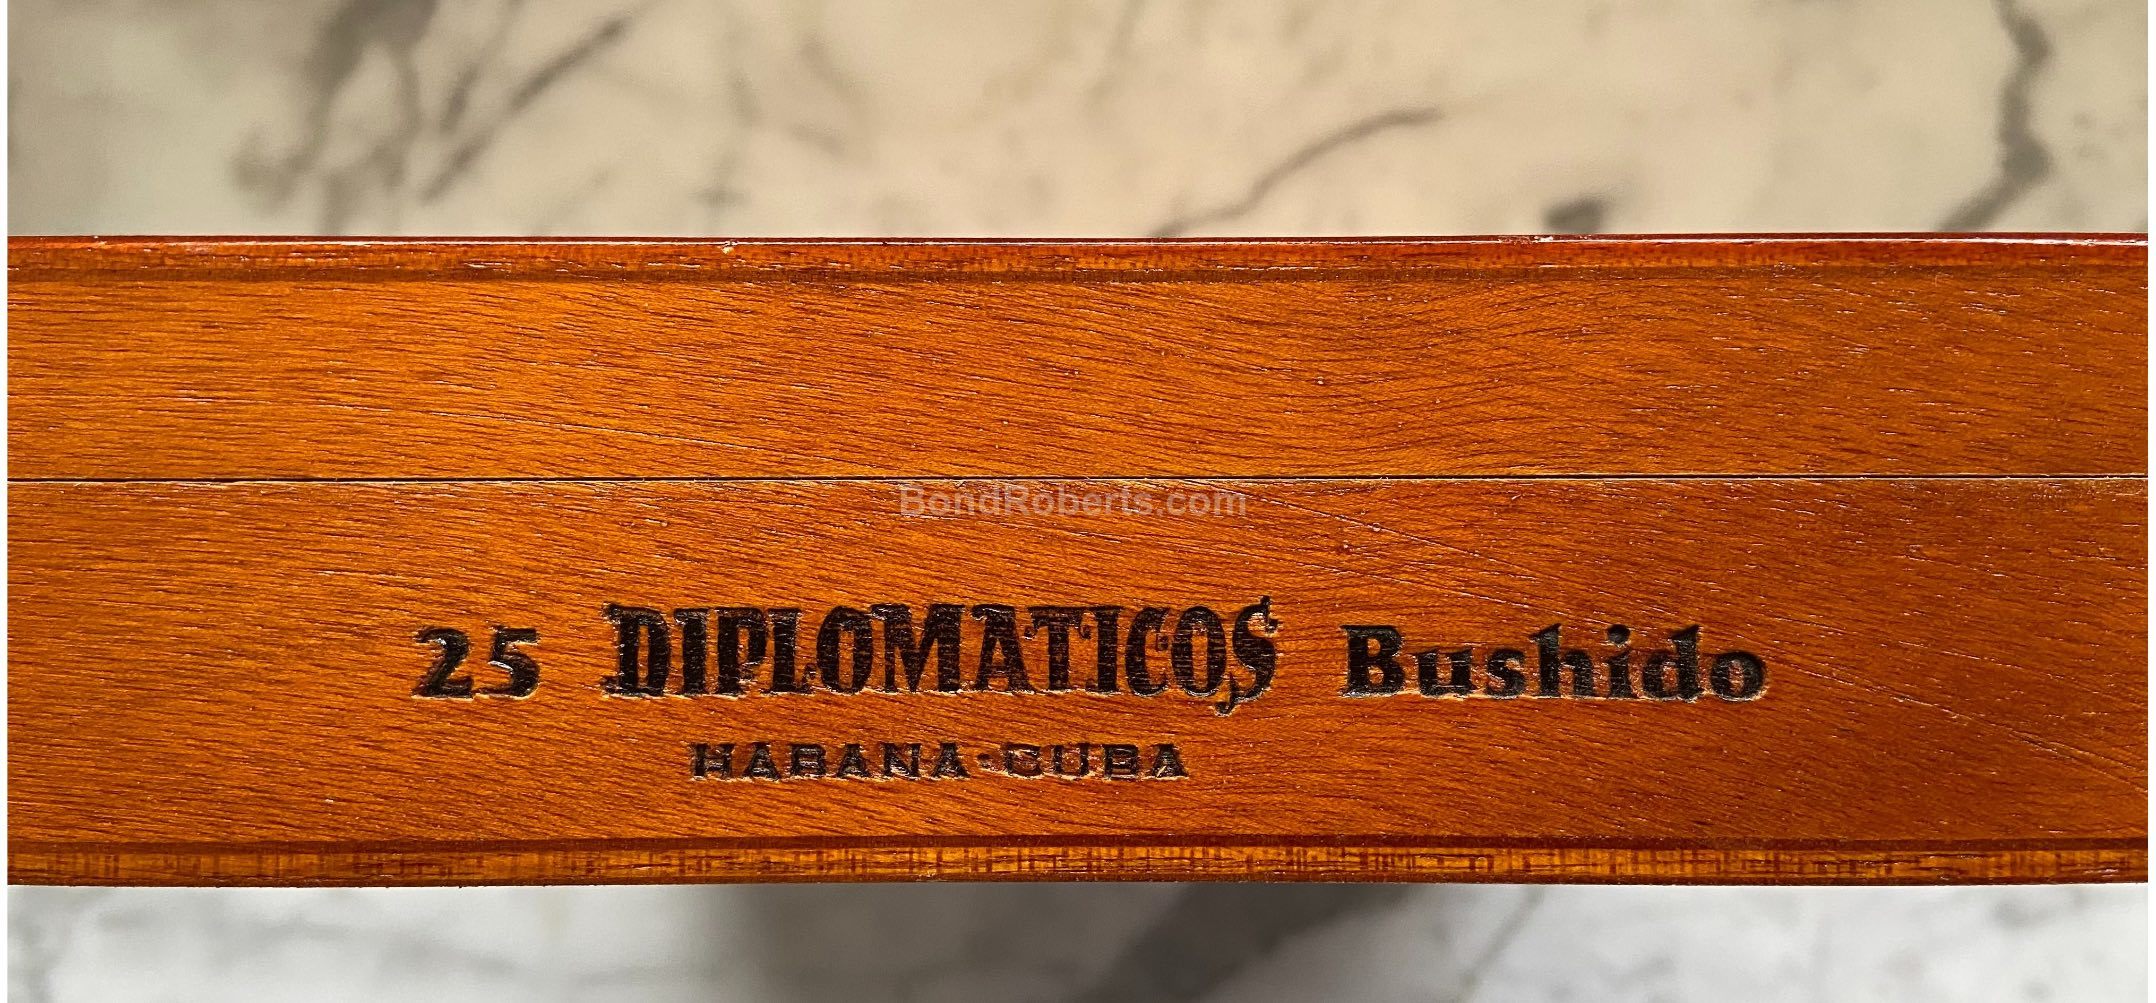 BondRoberts.com
25 DIPLOMATICOS Bushido
HABANA·CUBA